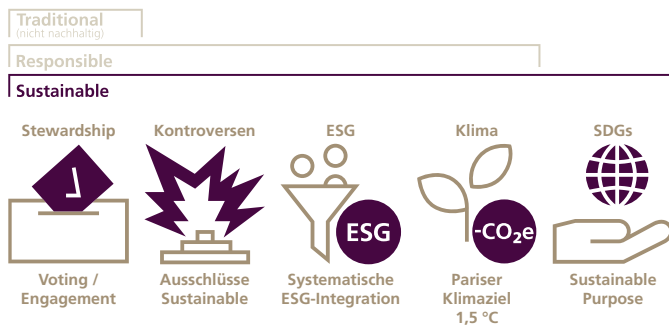 Traditional
(nicht nachhaltig)
Responsible
Sustainable
Stewardship
Kontroversen
ESG
Klima
SDGs
ESG
-CO₂e
Voting /
Engagement
Ausschlüsse
Sustainable
Systematische
ESG-Integration
Pariser
Klimaziel
1,5 °C
Sustainable
Purpose